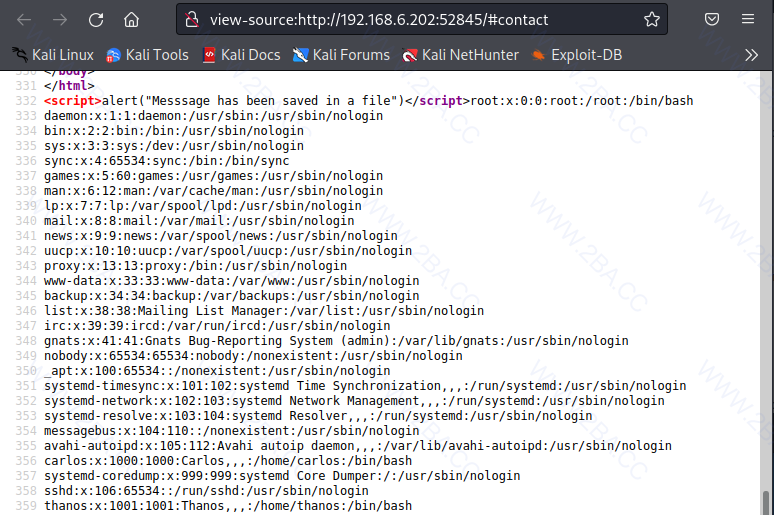 view-source:http://192.168.6.202:52845/#contact
Kali Linux Kali Tools Kali Docs Kali Forums Kali NetHunter Exploit-DB
330 </body>
331 </html>
332 <script>alert("Messsage has been saved in a file")</script>root:x:0:0:root:/root:/bin/bash
333 daemon:x:1:1:daemon:/usr/sbin:/usr/sbin/nologin
334 bin:x:2:2:bin:/bin:/usr/sbin/nologin
335 sys:x:3:3:sys:/dev:/usr/sbin/nologin
336 sync:x:4:65534:sync:/bin:/bin/sync
337 games:x:5:60:games:/usr/games:/usr/sbin/nologin
338 man:x:6:12:man:/var/cache/man:/usr/sbin/nologin
339 lp:x:7:7:lp:/var/spool/lpd:/usr/sbin/nologin
340 mail:x:8:8:mail:/var/mail:/usr/sbin/nologin
341 news:x:9:9:news:/var/spool/news:/usr/sbin/nologin
342 uucp:x:10:10:uucp:/var/spool/uucp:/usr/sbin/nologin
343 proxy:x:13:13:proxy:/bin:/usr/sbin/nologin
344 www-data:x:33:33:www-data:/var/www:/usr/sbin/nologin
345 backup:x:34:34:backup:/var/backups:/usr/sbin/nologin
346 list:x:38:38:Mailing List Manager:/var/list:/usr/sbin/nologin
347 irc:x:39:39:ircd:/var/run/ircd:/usr/sbin/nologin
348 gnats:x:41:41:Gnats Bug-Reporting System (admin):/var/lib/gnats:/usr/sbin/nologin
349 nobody:x:65534:65534:nobody:/nonexistent:/usr/sbin/nologin
350 _apt:x:100:65534::/nonexistent:/usr/sbin/nologin
351 systemd-timesync:x:101:102:systemd Time Synchronization,,,:/run/systemd:/usr/sbin/nologin
352 systemd-network:x:102:103:systemd Network Management,,,:/run/systemd:/usr/sbin/nologin
353 systemd-resolve:x:103:104:systemd Resolver,,,:/run/systemd:/usr/sbin/nologin
354 messagebus:x:104:110::/nonexistent:/usr/sbin/nologin
355 avahi-autoipd:x:105:112:Avahi autoip daemon,,,:/var/lib/avahi-autoipd:/usr/sbin/nologin
356 carlos:x:1000:1000:Carlos,,,:/home/carlos:/bin/bash
357 systemd-coredump:x:999:999:systemd Core Dumper:/:/usr/sbin/nologin
358 sshd:x:106:65534::/run/sshd:/usr/sbin/nologin
359 thanos:x:1001:1001:Thanos,,,:/home/thanos:/bin/bash
WWW.2BA.CC
WWW.2BA.CC
WWW.2BA.CC
WWW.2BA.CC
WWW.2BA.CC